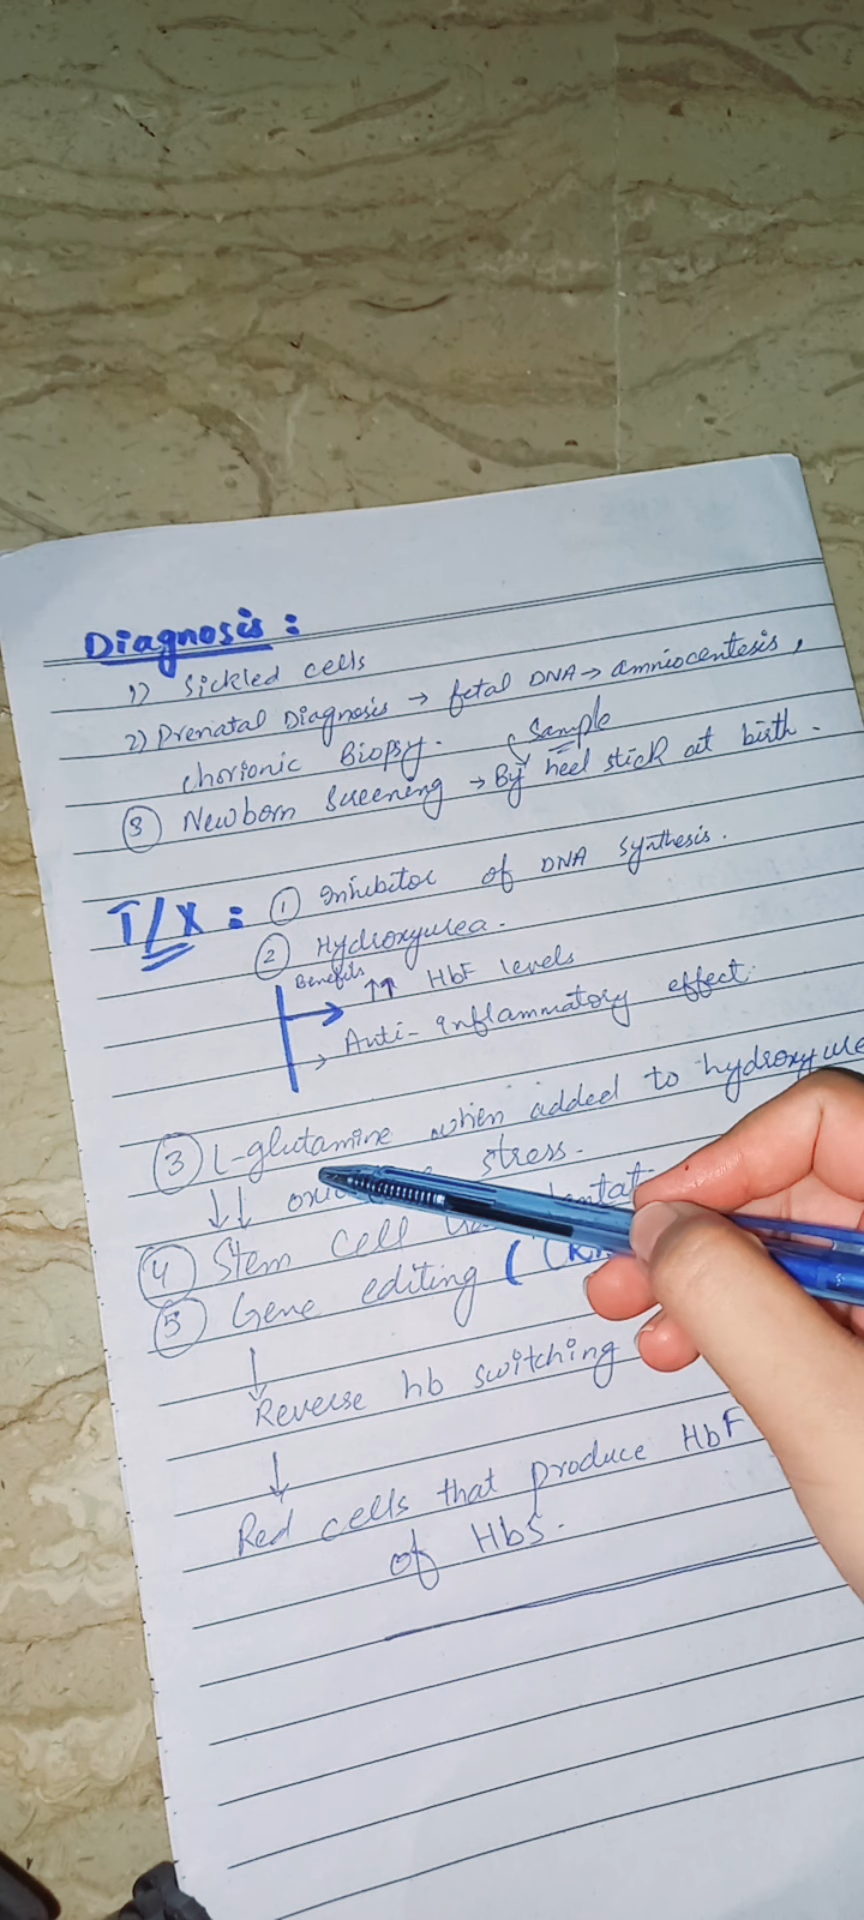 Diagnosis :
1) Sickled cells
2) Prenatal Diagnosis → fetal DNA → amniocentesis,
chorionic Biopsy. Sample
③ Newborn Screening → By heel stick at birth.
T/X : ① Inhibitor of DNA synthesis.
② Hydroxyurea.
Benefits ↑↑ HbF levels
→ Anti-inflammatory effect.
③ L-glutamine when added to
↓↓ stress.
④ Stem cell
⑤ Gene editing (
↓
Reverse hb switching
↓
Red cells that produce HbF
of HbS.